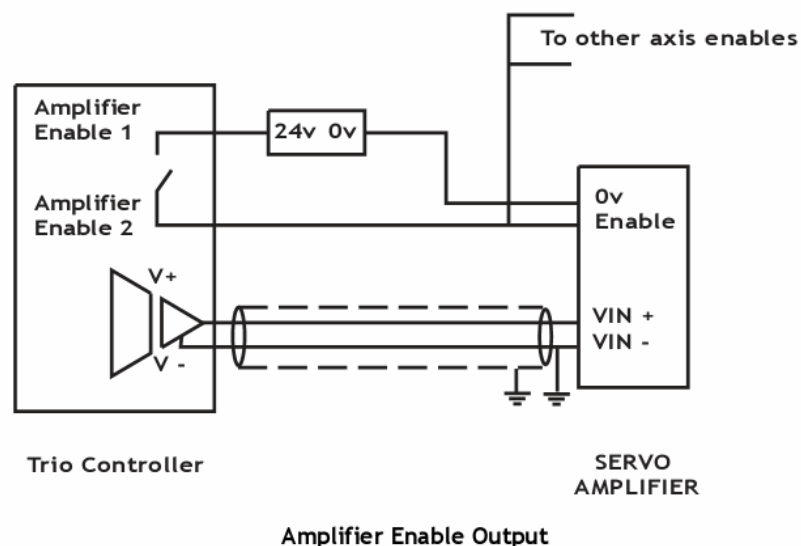 To other axis enables
Amplifier
Enable 1
24v 0v
Amplifier
Enable 2
0v
Enable
V+
V -
VIN +
VIN -
Trio Controller
SERVO
AMPLIFIER
Amplifier Enable Output